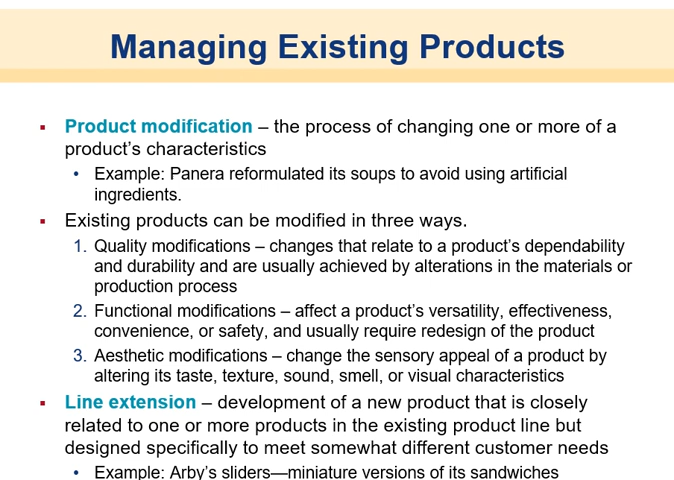 Managing Existing Products
▪ Product modification – the process of changing one or more of a
product’s characteristics
• Example: Panera reformulated its soups to avoid using artificial
ingredients.
▪ Existing products can be modified in three ways.
1. Quality modifications – changes that relate to a product’s dependability
and durability and are usually achieved by alterations in the materials or
production process
2. Functional modifications – affect a product’s versatility, effectiveness,
convenience, or safety, and usually require redesign of the product
3. Aesthetic modifications – change the sensory appeal of a product by
altering its taste, texture, sound, smell, or visual characteristics
▪ Line extension – development of a new product that is closely
related to one or more products in the existing product line but
designed specifically to meet somewhat different customer needs
• Example: Arby’s sliders—miniature versions of its sandwiches